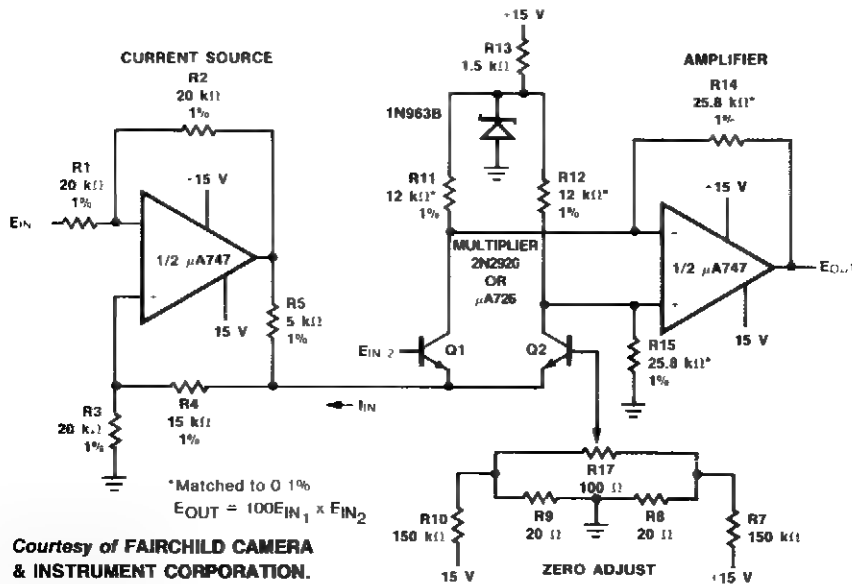 CURRENT SOURCE
R2
20 kΩ
1%
R1
20 kΩ
1%
EIN
-15 V
1/2 μA747
15 V
R5
5 kΩ
1%
R4
15 kΩ
1%
R3
20 kΩ
1%
IIN
+15 V
R13
1.5 kΩ
1N963B
R11
12 kΩ*
1%
R12
12 kΩ*
1%
MULTIPLIER
2N2920
OR
μA726
EIN 2
Q1
Q2
AMPLIFIER
R14
25.8 kΩ*
1%
-15 V
1/2 μA747
EOUT
15 V
R15
25.8 kΩ*
1%
R17
100 Ω
R10
150 kΩ
R9
20 Ω
R8
20 Ω
R7
150 kΩ
15 V
ZERO ADJUST
+15 V
*Matched to 0 1%
EOUT = 100EIN1 x EIN2
Courtesy of FAIRCHILD CAMERA
& INSTRUMENT CORPORATION.